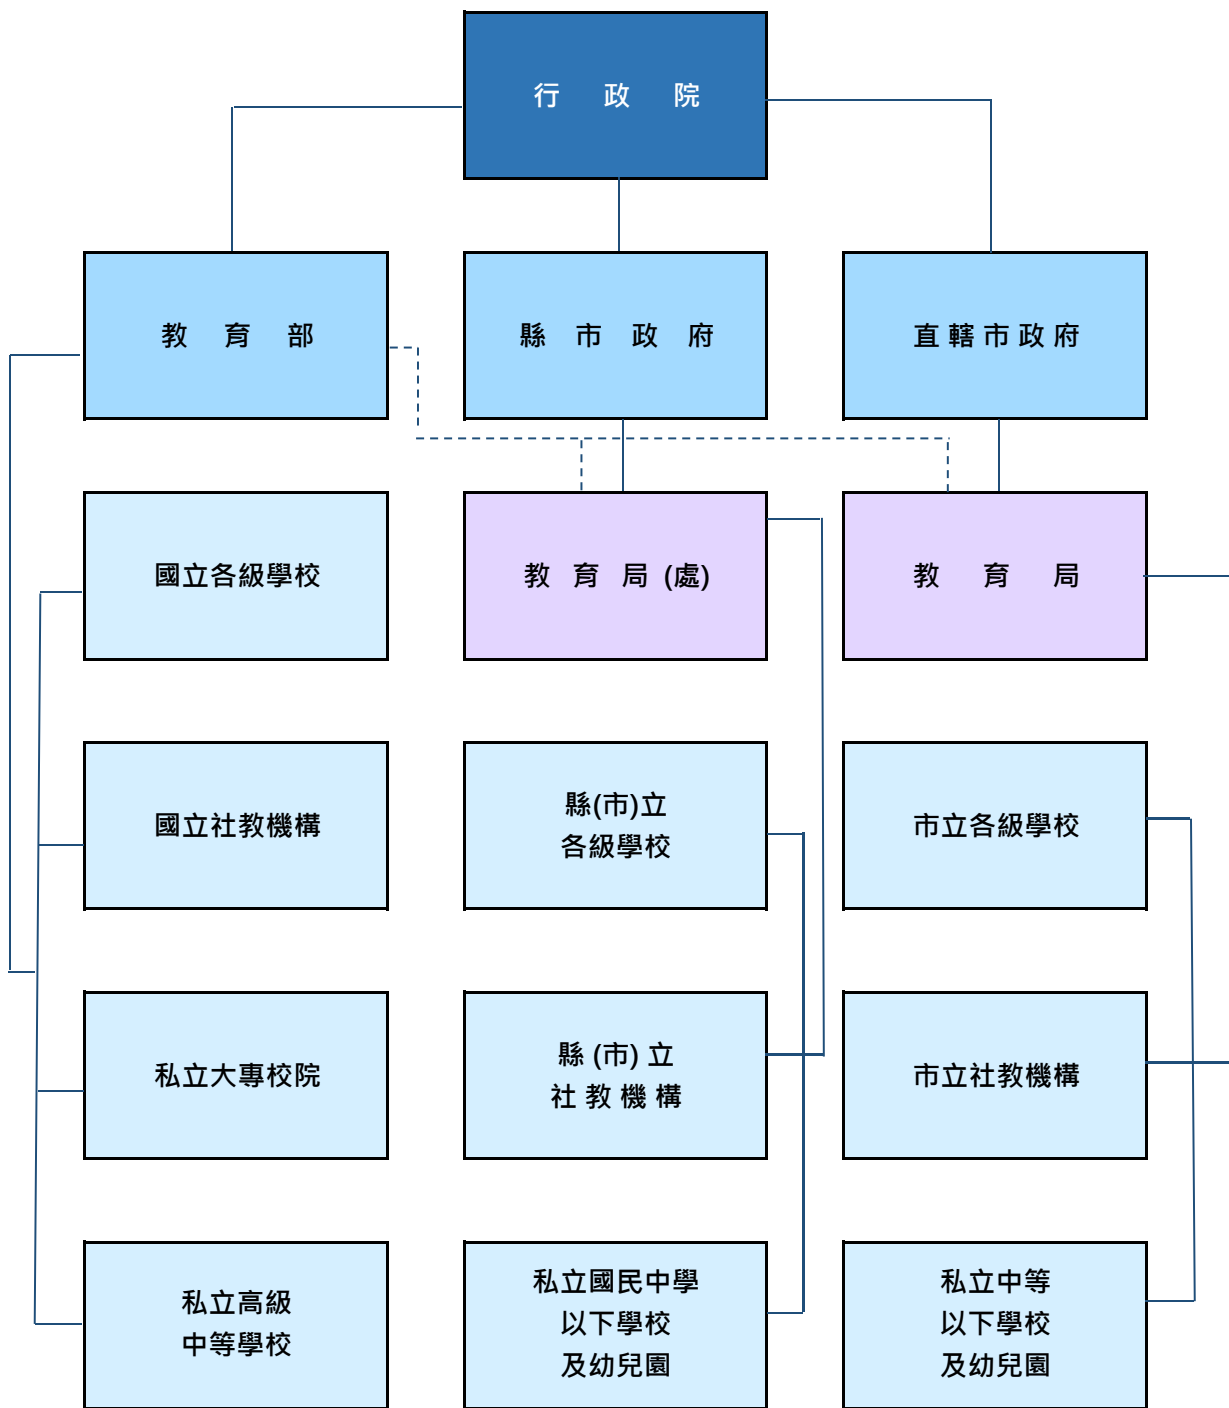 行政院
教育部
縣市政府
直轄市政府
國立各級學校
教育局(處)
教育局
國立社教機構
縣(市)立
各級學校
市立各級學校
私立大專校院
縣(市)立
社教機構
市立社教機構
私立高級
中等學校
私立國民中學
以下學校
及幼兒園
私立中等
以下學校
及幼兒園